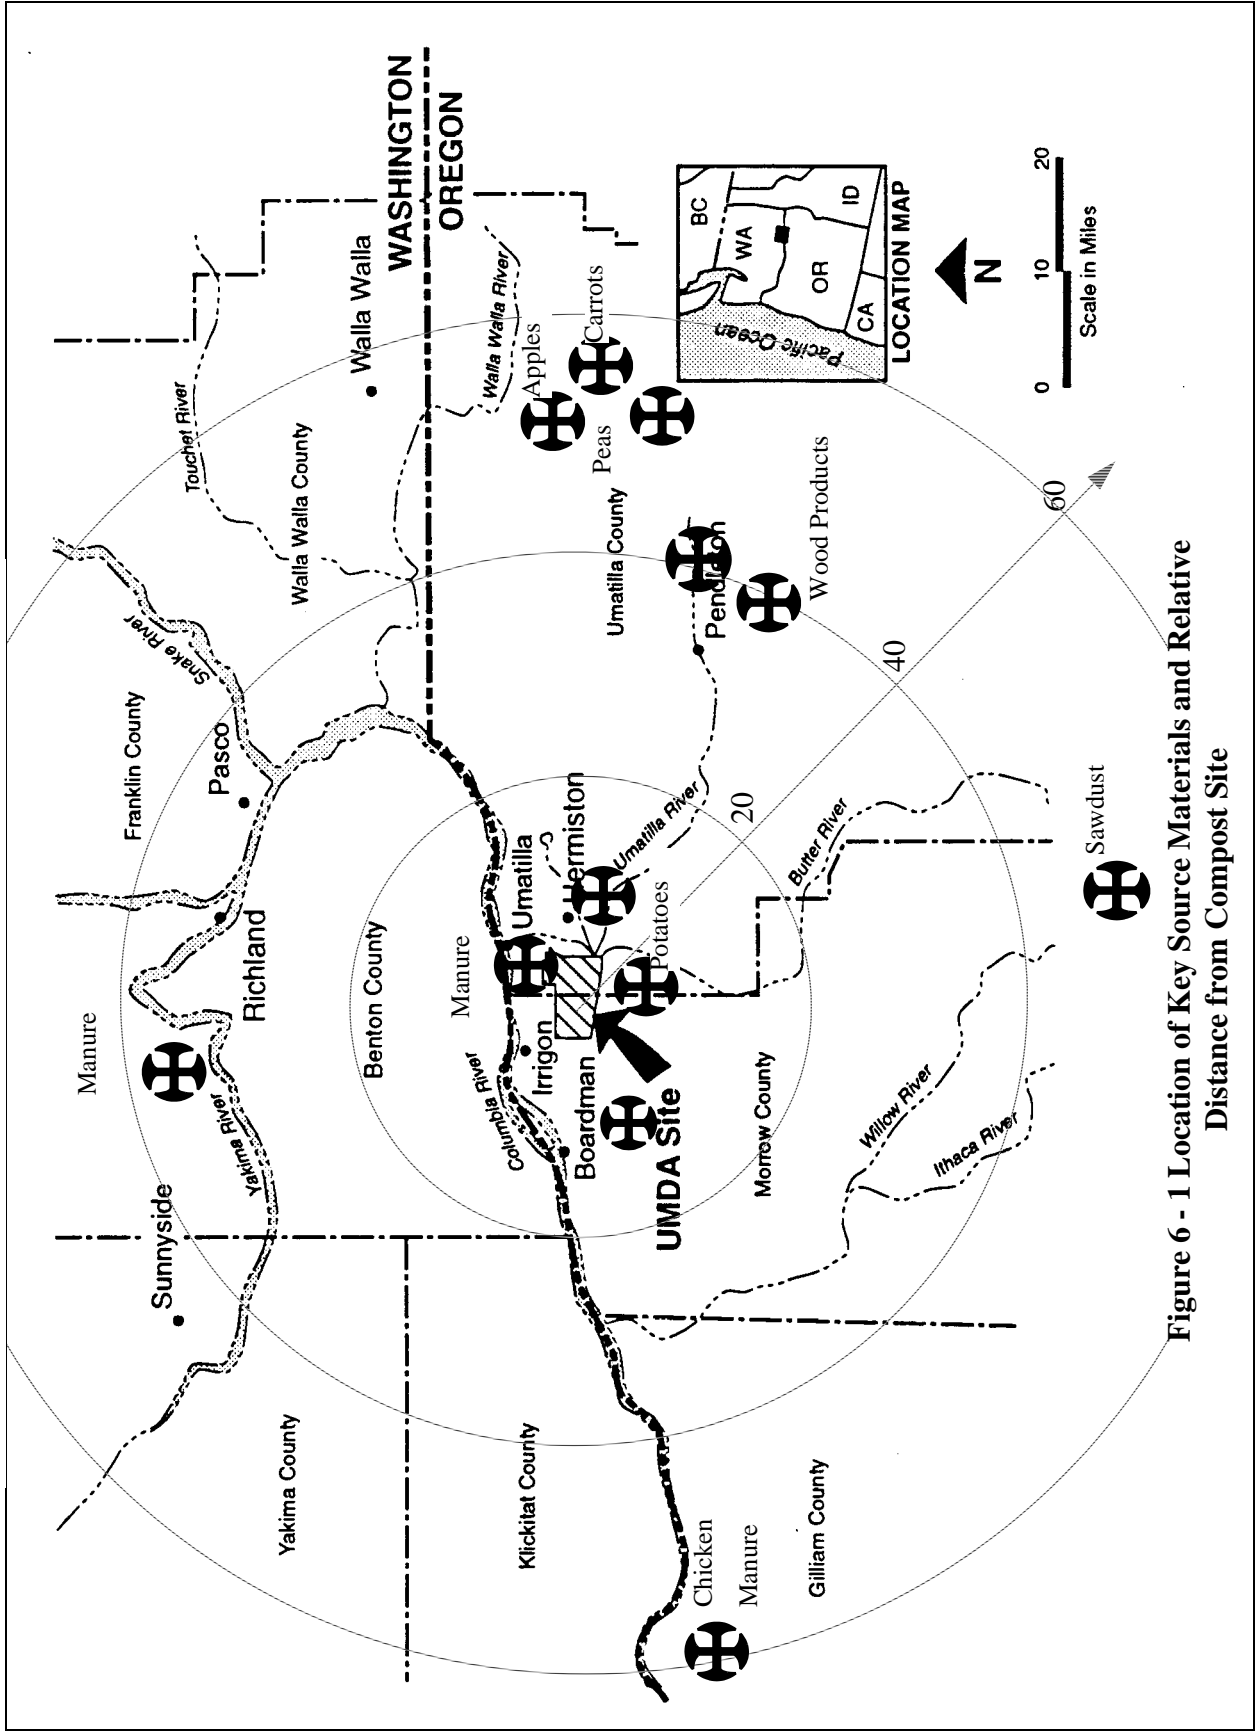 WASHINGTON
OREGON
Touchet River
Walla Walla County
Walla Walla
Walla Walla River
Apples
Carrots
Peas
Snake River
Franklin County
Pasco
Richland
Benton County
Umatilla County
Pendleton
Wood Products
Manure
Yakima River
Sunnyside
Manure
Umatilla
Hermiston
Umatilla River
Potatoes
Butter River
Columbia River
Irrigon
Boardman
UMDA Site
Morrow County
Willow River
Ithaca River
Sawdust
Yakima County
Klickitat County
Gilliam County
Chicken
Manure
20
40
60
BC
WA
OR
ID
CA
Pacific Ocean
LOCATION MAP
N
0 10 20
Scale in Miles
Figure 6 - 1 Location of Key Source Materials and Relative
Distance from Compost Site